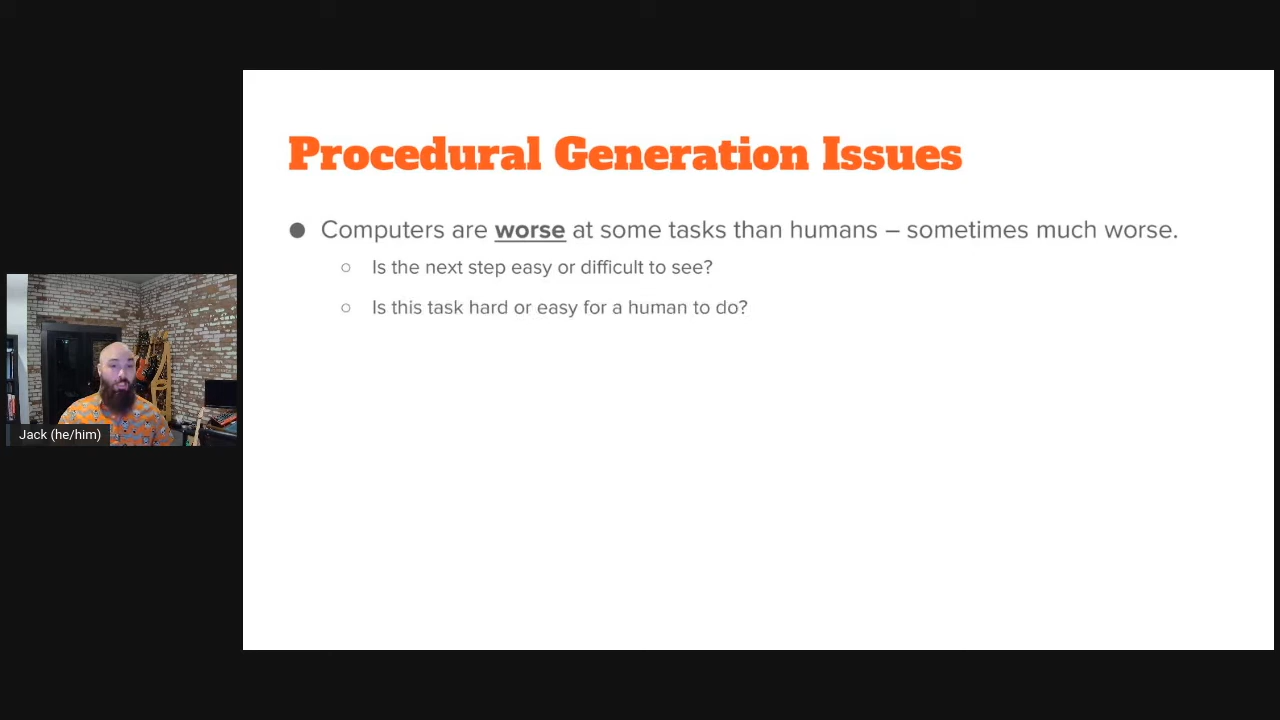 Procedural Generation Issues
● Computers are worse at some tasks than humans – sometimes much worse.
○ Is the next step easy or difficult to see?
○ Is this task hard or easy for a human to do?
Jack (he/him)